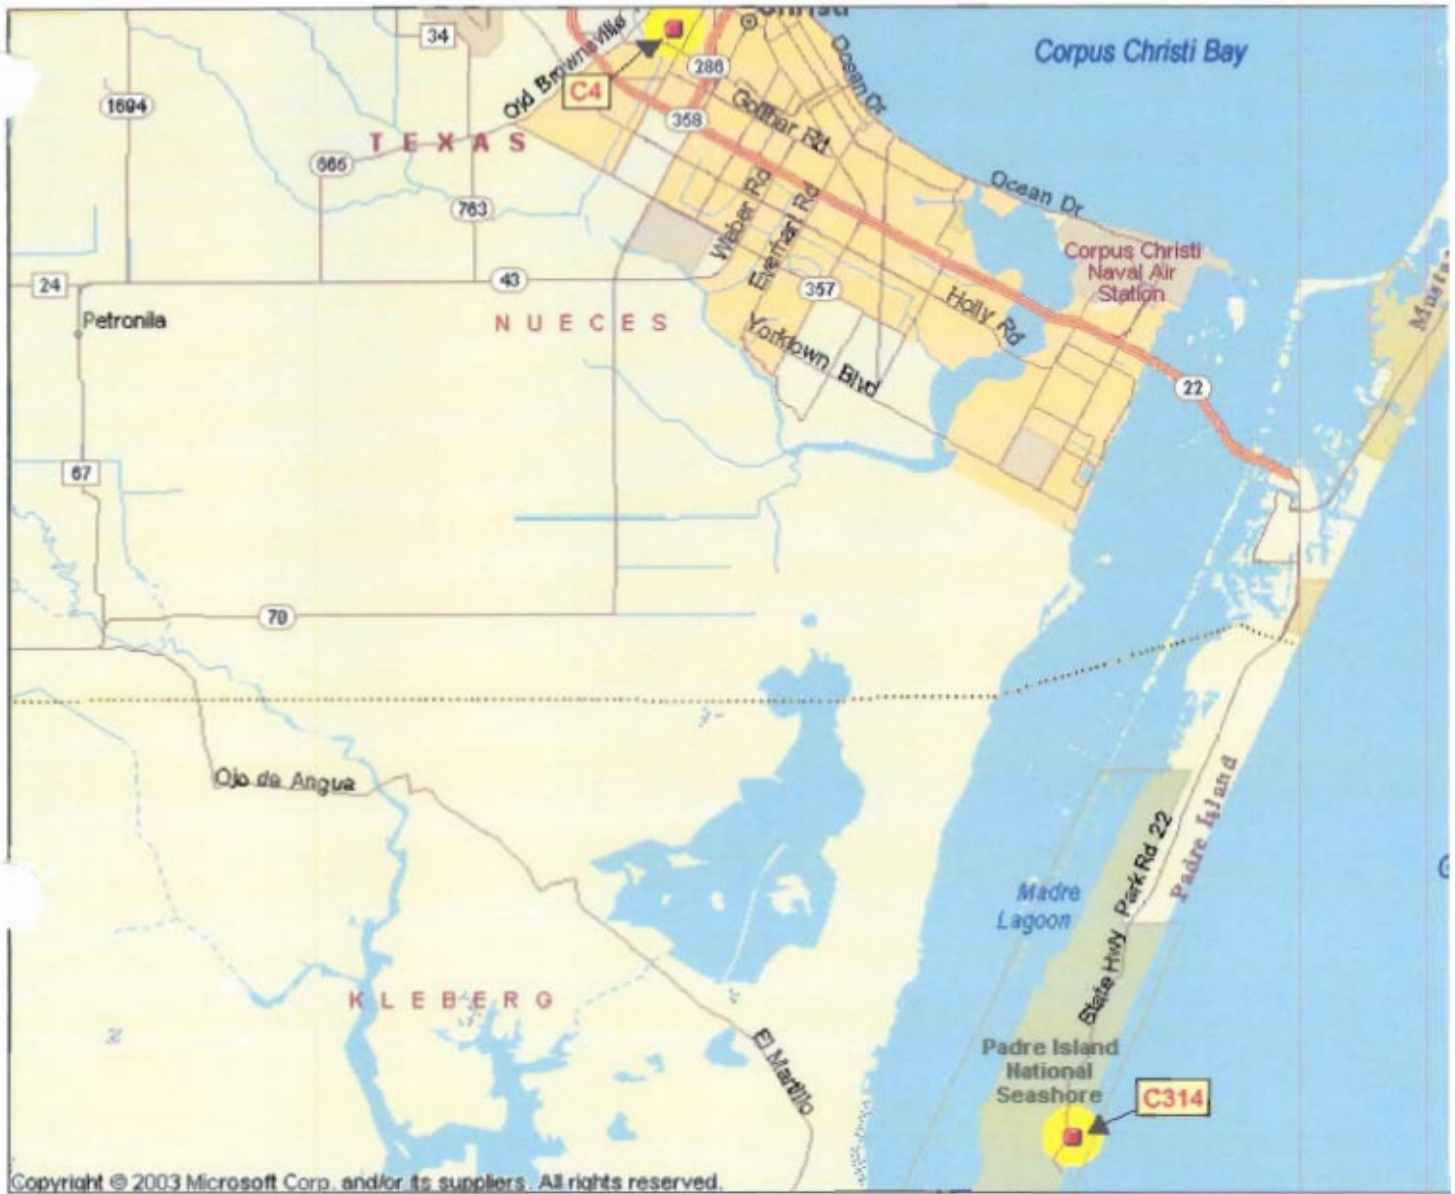 Christi
34
Old Brownsville
Corpus Christi Bay
Ocean Dr
286
C4
1694
Gollihar Rd
358
TEXAS
665
Ocean Dr
Weber Rd
Everhart Rd
763
Corpus Christi
Naval Air
Station
24
43
357
Holly Rd
Petronila
NUECES
Yorktown Blvd
22
67
70
Ojo de Angua
Padre Island
State Hwy Park Rd 22
Madre
Lagoon
KLEBERG
El Martillo
Padre Island
National
Seashore
C314
Copyright © 2003 Microsoft Corp. and/or its suppliers. All rights reserved.